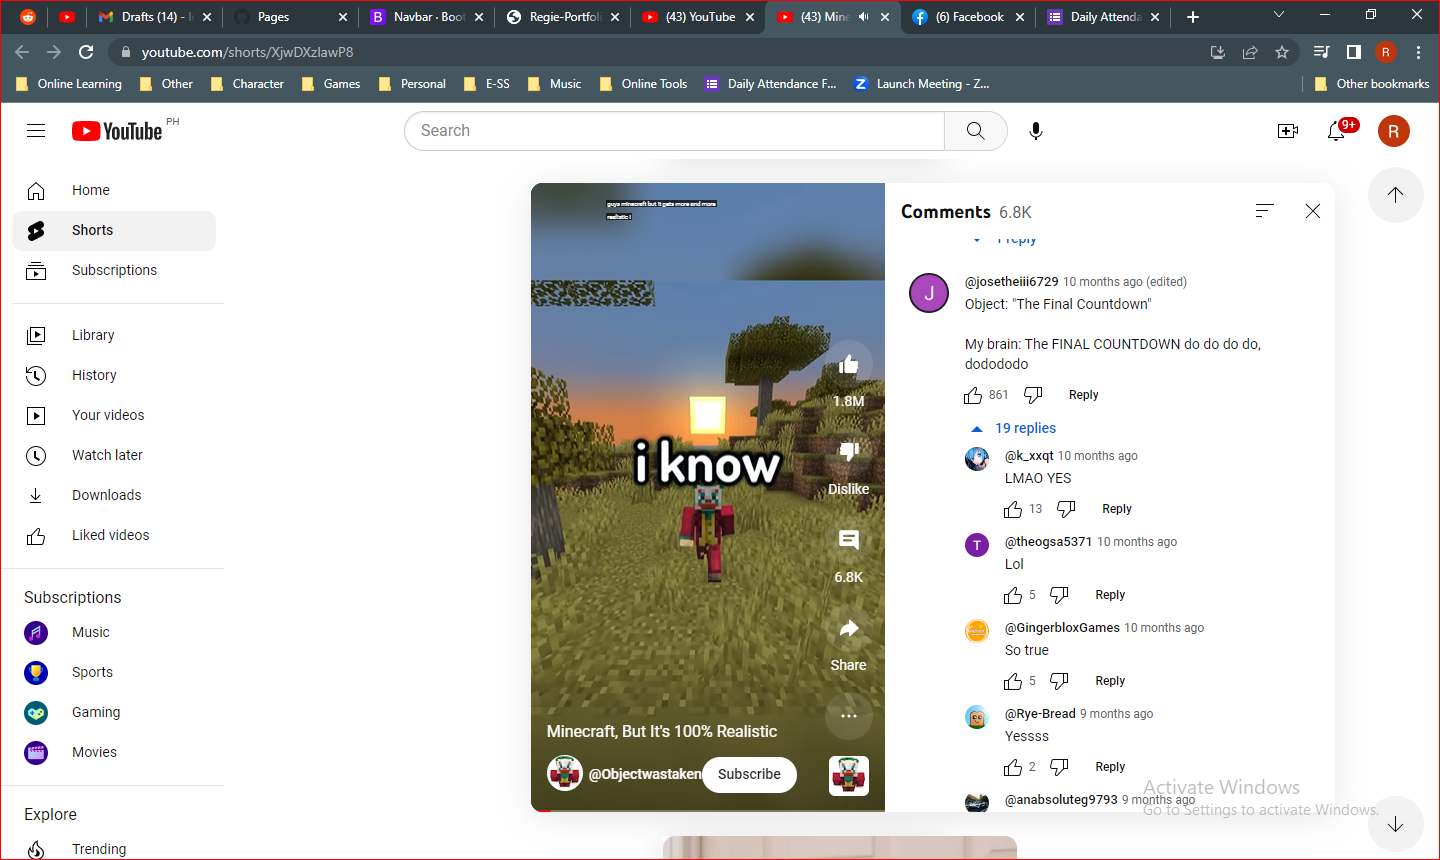 Drafts (14) - I
Pages
Navbar · Boot
Regie-Portfoli
(43) YouTube
(43) Mine
(6) Facebook
Daily Attenda
youtube.com/shorts/XjwDXzlawP8
R
Online Learning
Other
Character
Games
Personal
E-SS
Music
Online Tools
Daily Attendance F...
Launch Meeting - Z...
Other bookmarks
YouTube PH
Search
9+
R
Home
Shorts
Subscriptions
Library
History
Your videos
Watch later
Downloads
Liked videos
Subscriptions
Music
Sports
Gaming
Movies
Explore
Trending
guys minecraft but it gets more and more
realistic i
i know
1.8M
Dislike
6.8K
Share
Minecraft, But It's 100% Realistic
@Objectwastaken
Subscribe
Comments 6.8K
1 reply
J
@josetheiii6729 10 months ago (edited)
Object: "The Final Countdown"
My brain: The FINAL COUNTDOWN do do do do,
dodododo
861 Reply
19 replies
@k_xxqt 10 months ago
LMAO YES
13 Reply
T
@theogsa5371 10 months ago
Lol
5 Reply
@GingerbloxGames 10 months ago
So true
5 Reply
@Rye-Bread 9 months ago
Yessss
2 Reply
@anabsoluteg9793 9 months ago
Activate Windows
Go to Settings to activate Windows.